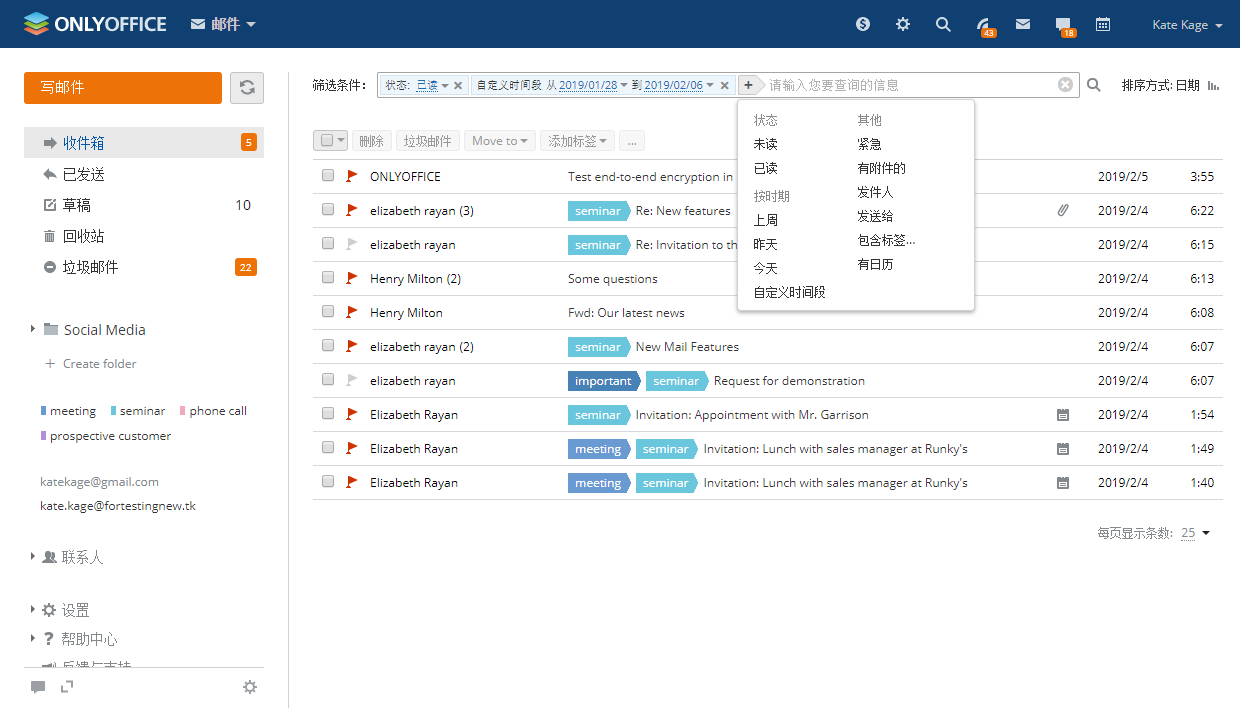 ONLYOFFICE 邮件 43 18 Kate Kage
写邮件
收件箱 5
已发送
草稿 10
回收站
垃圾邮件 22
Social Media
Create folder
meeting seminar phone call
prospective customer
katekage@gmail.com
kate.kage@fortestingnew.tk
联系人
设置
帮助中心
反馈与支持
筛选条件: 状态: 已读 自定义时间段 从 2019/01/28 到 2019/02/06 + 请输入您要查询的信息 排序方式: 日期
状态 其他
未读 紧急
已读 有附件的
按时期 发件人
上周 发送给
昨天 包含标签...
今天 有日历
自定义时间段
删除 垃圾邮件 Move to 添加标签 ...
ONLYOFFICE Test end-to-end encryption in 2019/2/5 3:55
elizabeth rayan (3) seminar Re: New features 2019/2/4 6:22
elizabeth rayan seminar Re: Invitation to th 2019/2/4 6:15
Henry Milton (2) Some questions 2019/2/4 6:13
Henry Milton Fwd: Our latest news 2019/2/4 6:08
elizabeth rayan (2) seminar New Mail Features 2019/2/4 6:07
elizabeth rayan important seminar Request for demonstration 2019/2/4 6:07
Elizabeth Rayan seminar Invitation: Appointment with Mr. Garrison 2019/2/4 1:54
Elizabeth Rayan meeting seminar Invitation: Lunch with sales manager at Runky's 2019/2/4 1:49
Elizabeth Rayan meeting seminar Invitation: Lunch with sales manager at Runky's 2019/2/4 1:40
每页显示条数: 25